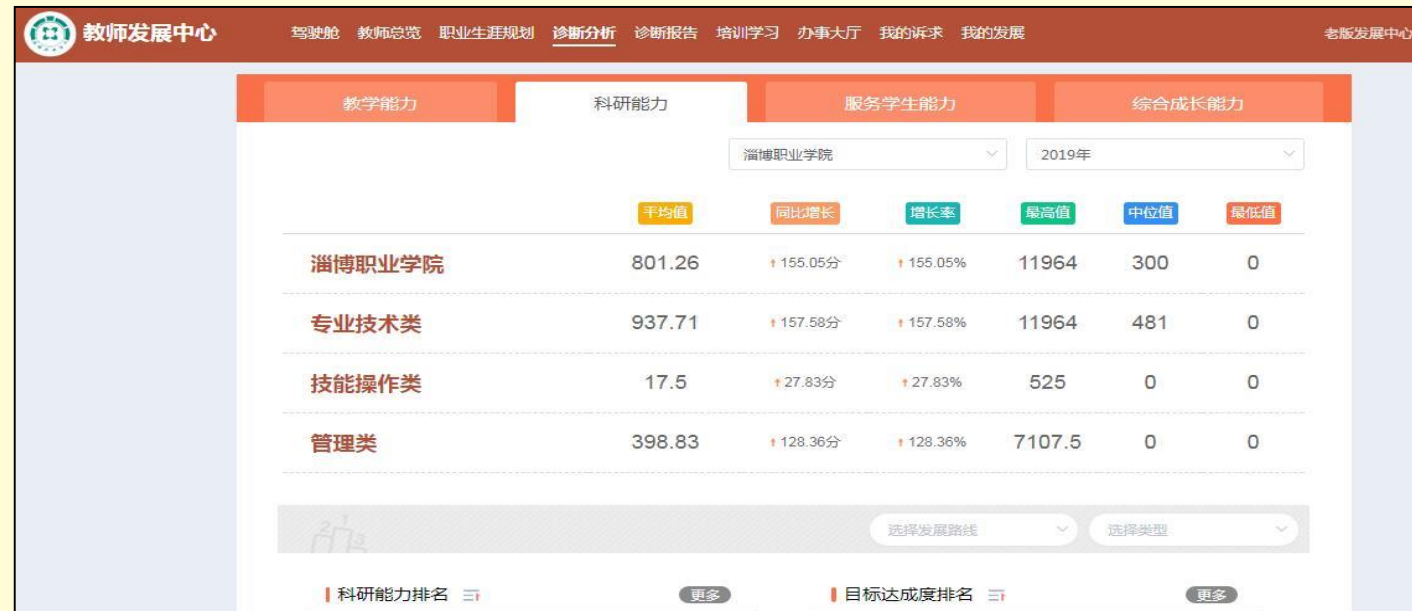 教师发展中心 驾驶舱 教师总览 职业生涯规划 诊断分析 诊断报告 培训学习 办事大厅 我的诉求 我的发展 老版发展中心
教学能力 科研能力 服务学生能力 综合成长能力
淄博职业学院 2019年
平均值 同比增长 增长率 最高值 中位值 最低值
淄博职业学院 801.26 ↑155.05分 ↑155.05% 11964 300 0
专业技术类 937.71 ↑157.58分 ↑157.58% 11964 481 0
技能操作类 17.5 ↑27.83分 ↑27.83% 525 0 0
管理类 398.83 ↑128.36分 ↑128.36% 7107.5 0 0
2 1 3 选择发展路线 选择类型
科研能力排名 更多 目标达成度排名 更多